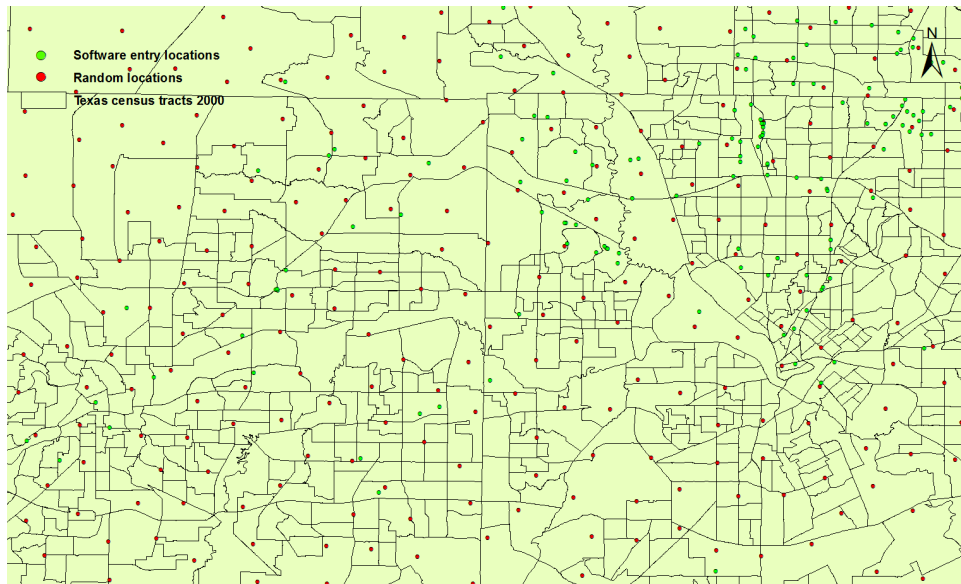 N
Software entry locations
Random locations
Texas census tracts 2000